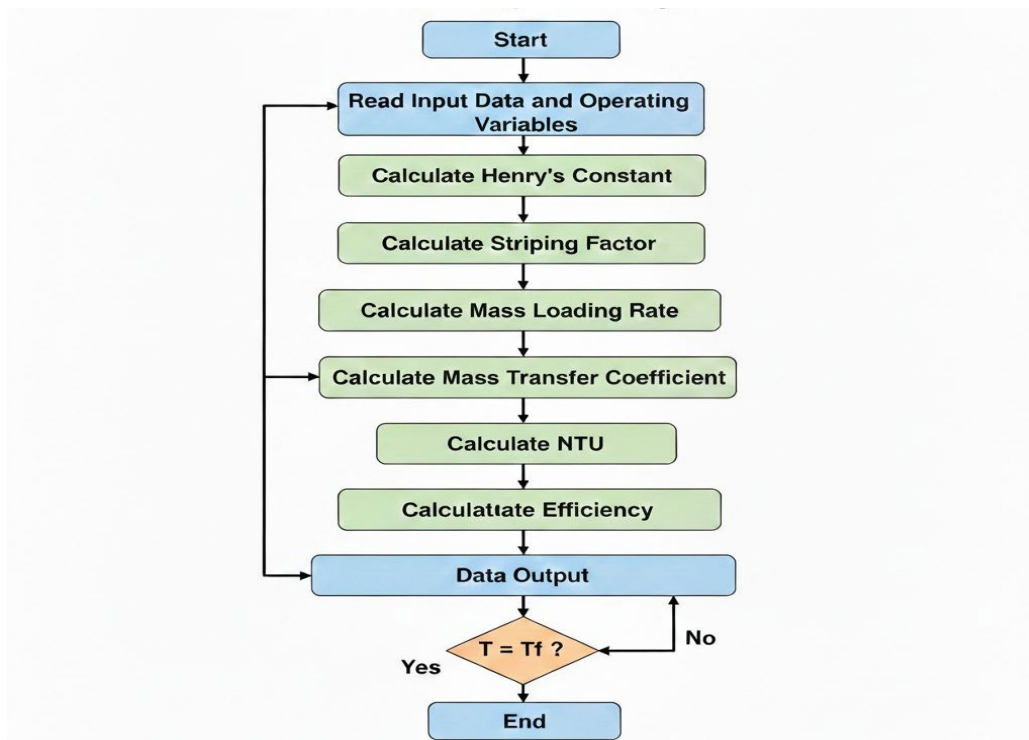 Start
Read Input Data and Operating
Variables
Calculate Henry's Constant
Calculate Striping Factor
Calculate Mass Loading Rate
Calculate Mass Transfer Coefficient
Calculate NTU
Calculatıate Efficiency
Data Output
T = Tf ?
No
Yes
End